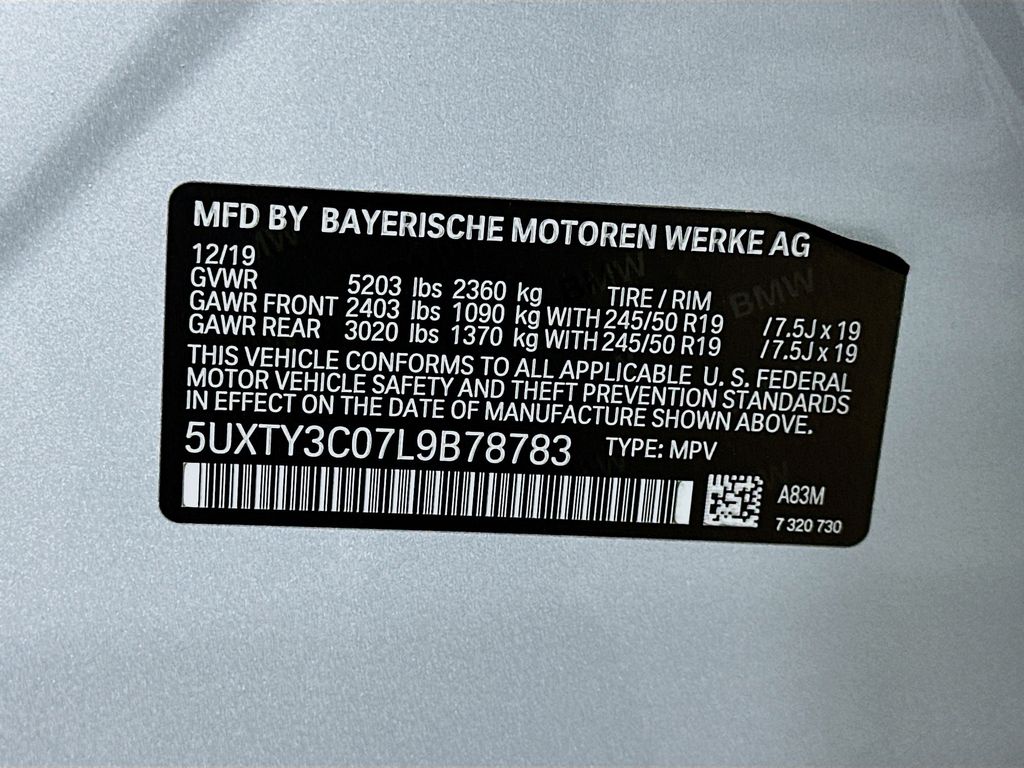 MFD BY BAYERISCHE MOTOREN WERKE AG
12/19
GVWR 5203 lbs 2360 kg TIRE / RIM
GAWR FRONT 2403 lbs 1090 kg WITH 245/50 R19 / 7.5J x 19
GAWR REAR 3020 lbs 1370 kg WITH 245/50 R19 / 7.5J x 19
THIS VEHICLE CONFORMS TO ALL APPLICABLE U. S. FEDERAL
MOTOR VEHICLE SAFETY AND THEFT PREVENTION STANDARDS
IN EFFECT ON THE DATE OF MANUFACTURE SHOWN ABOVE.
5UXTY3C07L9B78783 TYPE: MPV
A83M
7 320 730
BMW
BMW
BMW